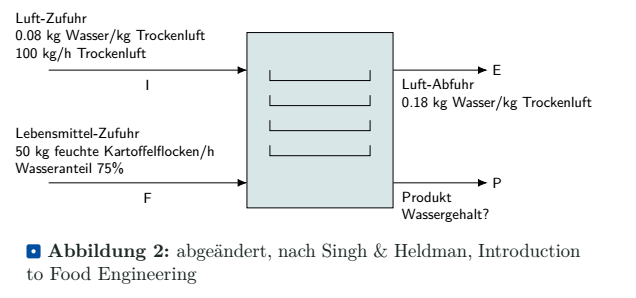 Luft-Zufuhr
0.08 kg Wasser/kg Trockenluft
100 kg/h Trockenluft
I
E
Luft-Abfuhr
0.18 kg Wasser/kg Trockenluft
Lebensmittel-Zufuhr
50 kg feuchte Kartoffelflocken/h
Wasseranteil 75%
F
P
Produkt
Wassergehalt?
Abbildung 2: abgeändert, nach Singh & Heldman, Introduction
to Food Engineering